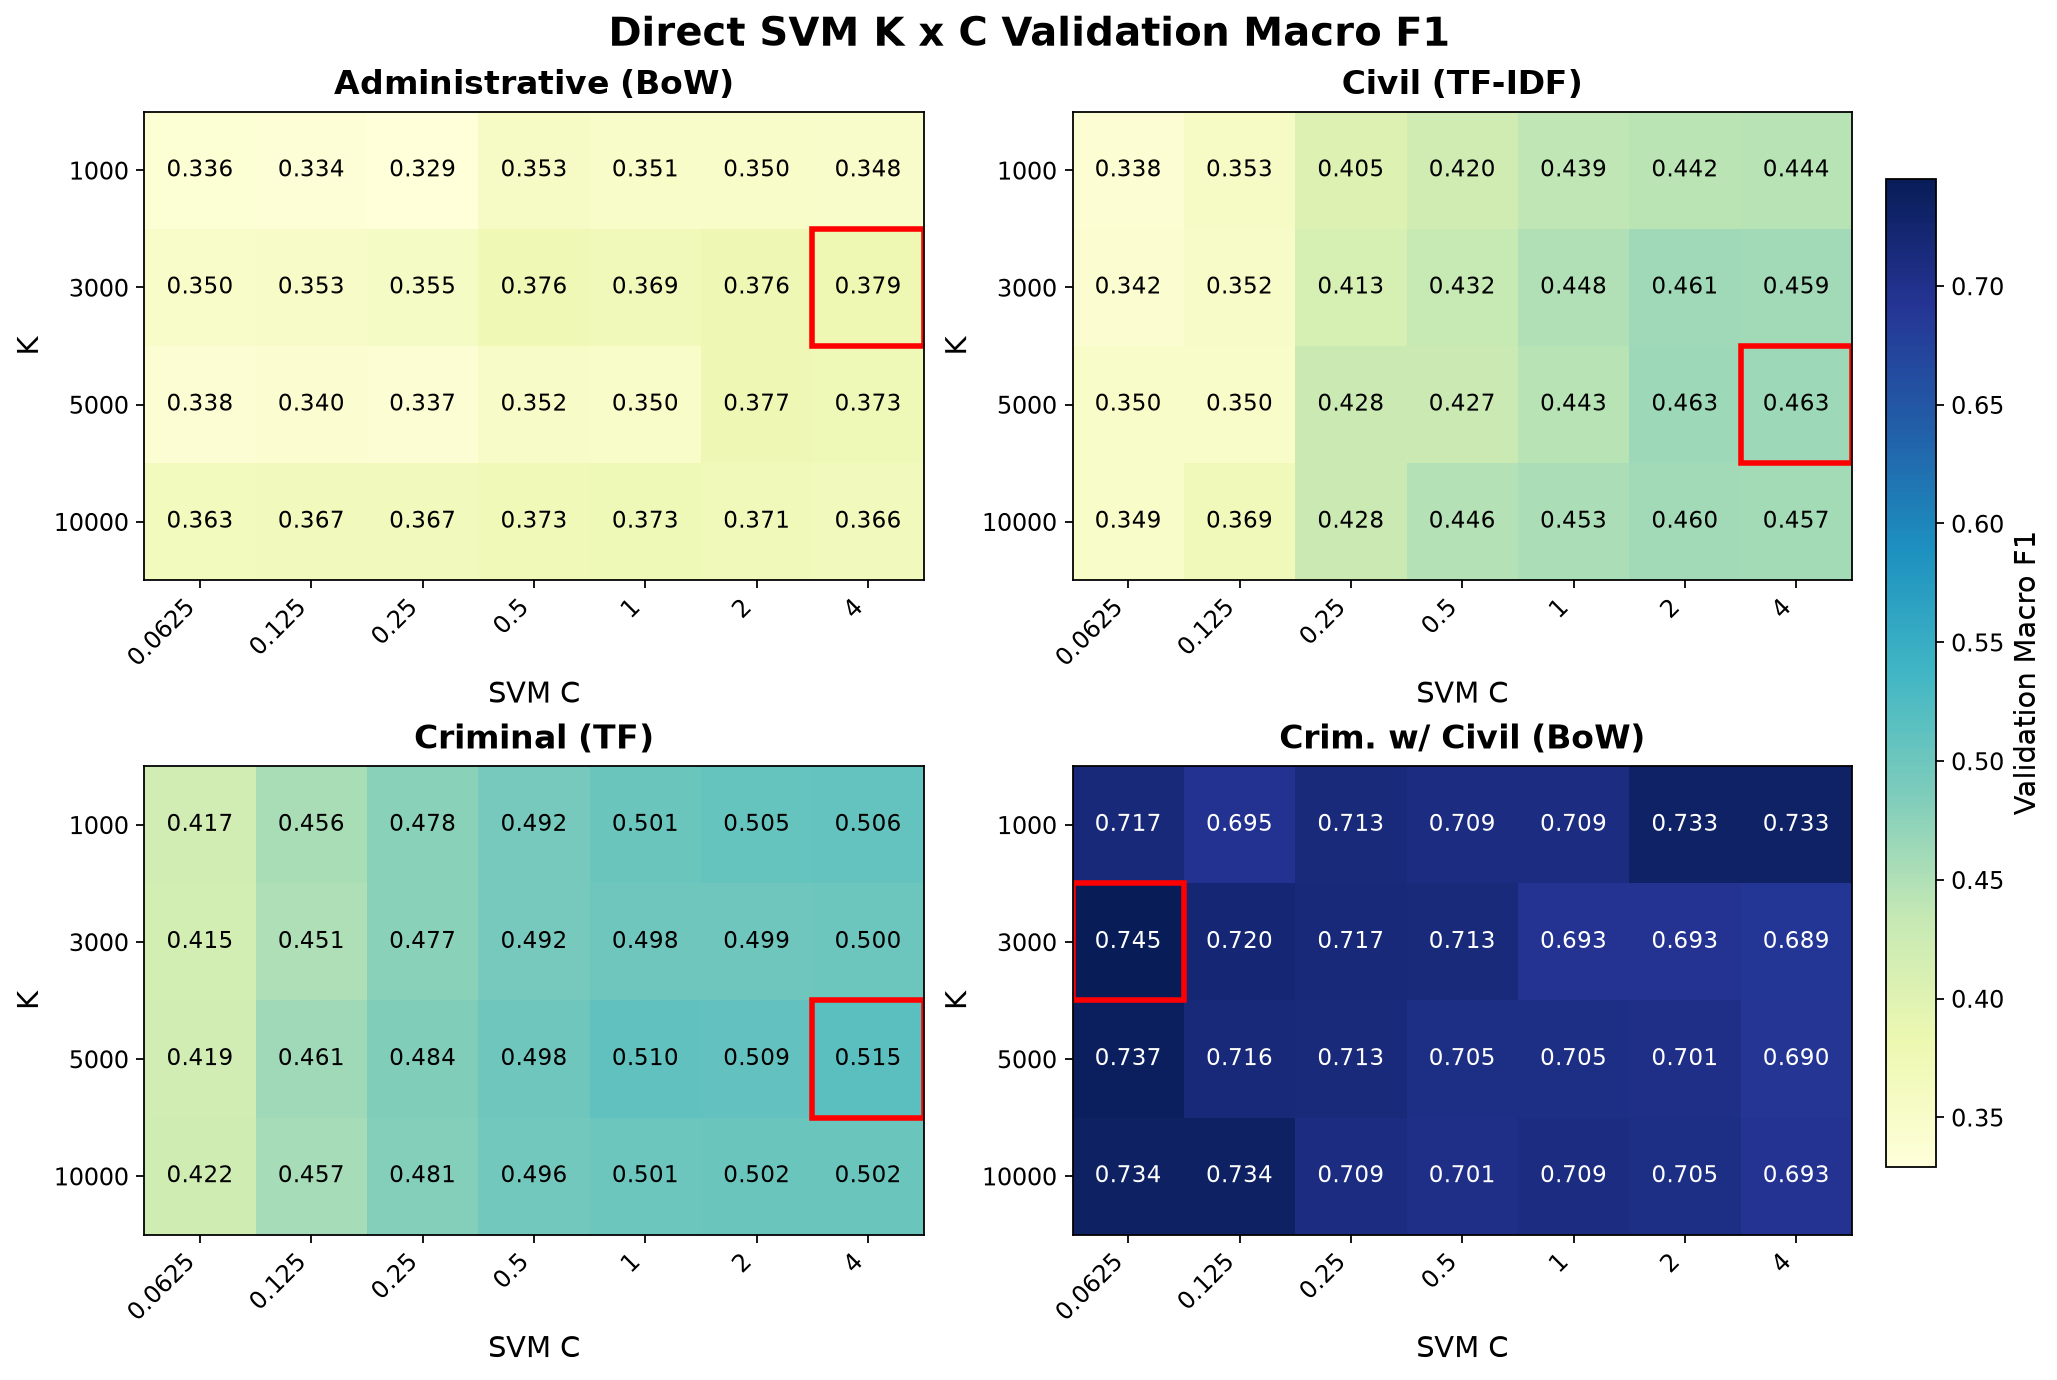 Direct SVM K x C Validation Macro F1
Administrative (BoW)
K
1000 0.336 0.334 0.329 0.353 0.351 0.350 0.348
3000 0.350 0.353 0.355 0.376 0.369 0.376 0.379
5000 0.338 0.340 0.337 0.352 0.350 0.377 0.373
10000 0.363 0.367 0.367 0.373 0.373 0.371 0.366
0.0625 0.125 0.25 0.5 1 2 4
SVM C
Civil (TF-IDF)
K
1000 0.338 0.353 0.405 0.420 0.439 0.442 0.444
3000 0.342 0.352 0.413 0.432 0.448 0.461 0.459
5000 0.350 0.350 0.428 0.427 0.443 0.463 0.463
10000 0.349 0.369 0.428 0.446 0.453 0.460 0.457
0.0625 0.125 0.25 0.5 1 2 4
SVM C
Criminal (TF)
K
1000 0.417 0.456 0.478 0.492 0.501 0.505 0.506
3000 0.415 0.451 0.477 0.492 0.498 0.499 0.500
5000 0.419 0.461 0.484 0.498 0.510 0.509 0.515
10000 0.422 0.457 0.481 0.496 0.501 0.502 0.502
0.0625 0.125 0.25 0.5 1 2 4
SVM C
Crim. w/ Civil (BoW)
K
1000 0.717 0.695 0.713 0.709 0.709 0.733 0.733
3000 0.745 0.720 0.717 0.713 0.693 0.693 0.689
5000 0.737 0.716 0.713 0.705 0.705 0.701 0.690
10000 0.734 0.734 0.709 0.701 0.709 0.705 0.693
0.0625 0.125 0.25 0.5 1 2 4
SVM C
0.70
0.65
0.60
0.55
0.50
0.45
0.40
0.35
Validation Macro F1